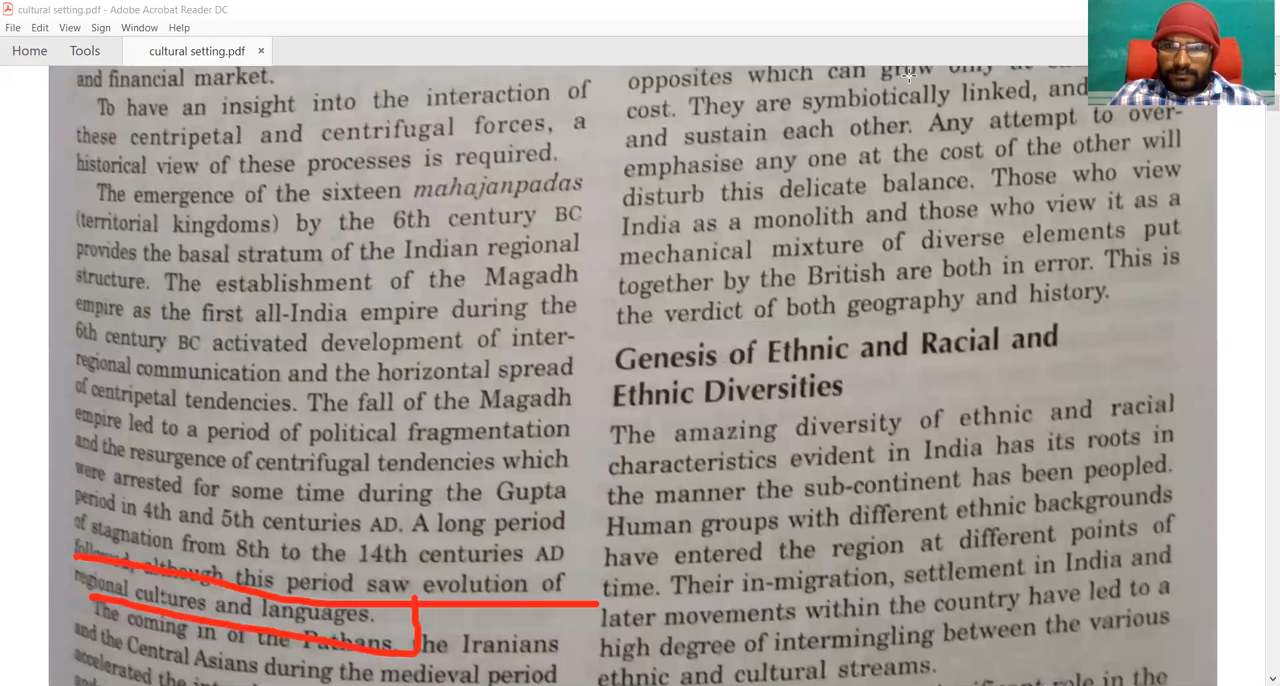 cultural setting.pdf - Adobe Acrobat Reader DC
File Edit View Sign Window Help
Home Tools cultural setting.pdf ×
and financial market.
To have an insight into the interaction of
these centripetal and centrifugal forces, a
historical view of these processes is required.
The emergence of the sixteen mahajanpadas
(territorial kingdoms) by the 6th century BC
provides the basal stratum of the Indian regional
structure. The establishment of the Magadh
empire as the first all-India empire during the
6th century BC activated development of inter-
regional communication and the horizontal spread
of centripetal tendencies. The fall of the Magadh
empire led to a period of political fragmentation
and the resurgence of centrifugal tendencies which
were arrested for some time during the Gupta
period in 4th and 5th centuries AD. A long period
of stagnation from 8th to the 14th centuries AD
followed, although this period saw evolution of
regional cultures and languages.
The coming in of the Pathans, the Iranians
and the Central Asians during the medieval period
accelerated the
opposites which can grow only
cost. They are symbiotically linked, and
and sustain each other. Any attempt to over-
emphasise any one at the cost of the other will
disturb this delicate balance. Those who view
India as a monolith and those who view it as a
mechanical mixture of diverse elements put
together by the British are both in error. This is
the verdict of both geography and history.
Genesis of Ethnic and Racial and
Ethnic Diversities
The amazing diversity of ethnic and racial
characteristics evident in India has its roots in
the manner the sub-continent has been peopled.
Human groups with different ethnic backgrounds
have entered the region at different points of
time. Their in-migration, settlement in India and
later movements within the country have led to a
high degree of intermingling between the various
ethnic and cultural streams.
role in the